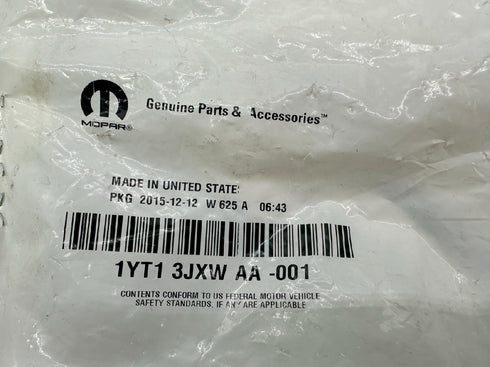 MOPAR®
Genuine Parts & Accessories™
MADE IN UNITED STATES
PKG 2015-12-12 W 625 A 06:43
1YT1 3JXW AA -001
CONTENTS CONFORM TO US FEDERAL MOTOR VEHICLE
SAFETY STANDARDS, IF ANY ARE APPLICABLE